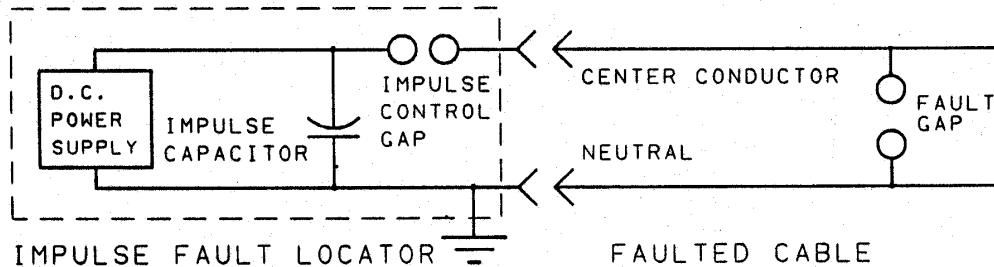 D.C.
POWER
SUPPLY
IMPULSE
CAPACITOR
IMPULSE
CONTROL
GAP
CENTER CONDUCTOR
NEUTRAL
FAULT
GAP
IMPULSE FAULT LOCATOR
FAULTED CABLE